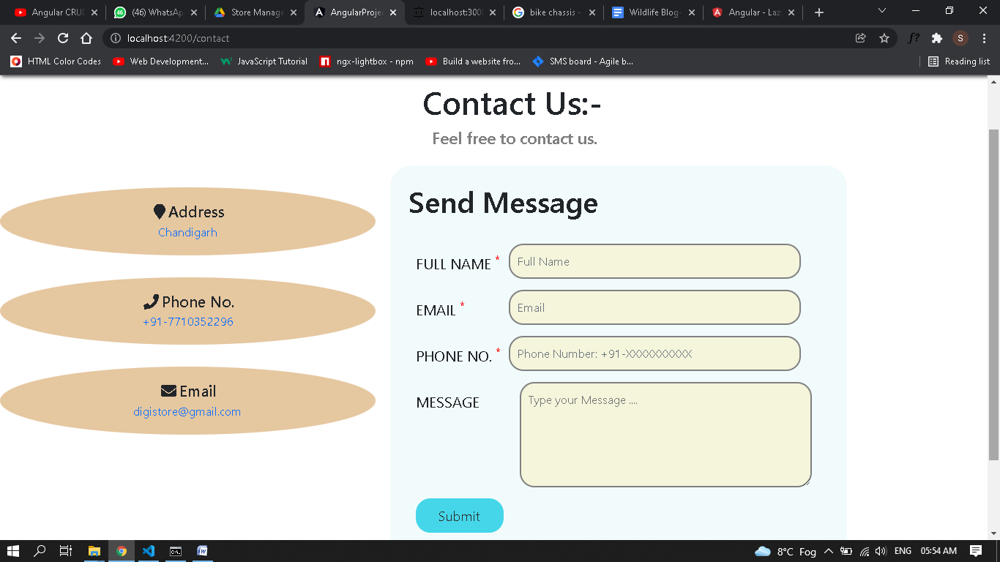 Angular CRUD
(46) WhatsApp
Store Manage
AngularProje
localhost:3000
bike chassis -
Wildlife Blog-
Angular - Laz
localhost:4200/contact
f?
S
HTML Color Codes
Web Development...
JavaScript Tutorial
ngx-lightbox - npm
Build a website fro...
SMS board - Agile b...
Reading list
Contact Us:-
Feel free to contact us.
Address
Chandigarh
Phone No.
+91-7710352296
Email
digistore@gmail.com
Send Message
FULL NAME *
Full Name
EMAIL *
Email
PHONE NO. *
Phone Number: +91-XXXXXXXXXX
MESSAGE
Type your Message ....
Submit
8°C Fog
ENG
05:54 AM